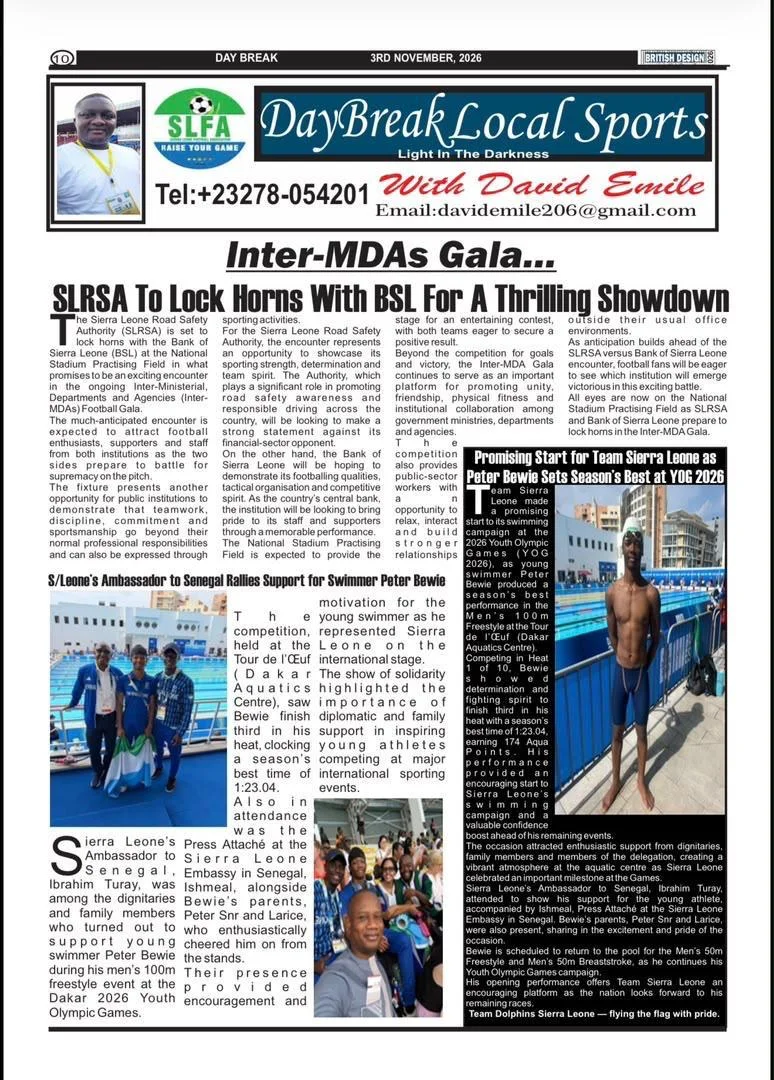 10
DAY BREAK
3RD NOVEMBER, 2026
BRITISH DESIGN
SLFA
RAISE YOUR GAME
DayBreak Local Sports
Light In The Darkness
Tel:+23278-054201
With David Emile
Email:davidemile206@gmail.com
Inter-MDAs Gala...
SLRSA To Lock Horns With BSL For A Thrilling Showdown
The Sierra Leone Road Safety
Authority (SLRSA) is set to
lock horns with the Bank of
Sierra Leone (BSL) at the National
Stadium Practising Field in what
promises to be an exciting encounter
in the ongoing Inter-Ministerial,
Departments and Agencies (Inter-
MDAs) Football Gala.
The much-anticipated encounter is
expected to attract football
enthusiasts, supporters and staff
from both institutions as the two
sides prepare to battle for
supremacy on the pitch.
The fixture presents another
opportunity for public institutions to
demonstrate that teamwork,
discipline, commitment and
sportsmanship go beyond their
normal professional responsibilities
and can also be expressed through
sporting activities.
For the Sierra Leone Road Safety
Authority, the encounter represents
an opportunity to showcase its
sporting strength, determination and
team spirit. The Authority, which
plays a significant role in promoting
road safety awareness and
responsible driving across the
country, will be looking to make a
strong statement against its
financial-sector opponent.
On the other hand, the Bank of
Sierra Leone will be hoping to
demonstrate its footballing qualities,
tactical organisation and competitive
spirit. As the country's central bank,
the institution will be looking to bring
pride to its staff and supporters
through a memorable performance.
The National Stadium Practising
Field is expected to provide the
stage for an entertaining contest,
with both teams eager to secure a
positive result.
Beyond the competition for goals
and victory, the Inter-MDA Gala
continues to serve as an important
platform for promoting unity,
friendship, physical fitness and
institutional collaboration among
government ministries, departments
and agencies.
The
competition
also provides
public-sector
workers with
an
opportunity to
relax, interact
and build
stronger
relationships
outside their usual office
environments.
As anticipation builds ahead of the
SLRSA versus Bank of Sierra Leone
encounter, football fans will be eager
to see which institution will emerge
victorious in this exciting battle.
All eyes are now on the National
Stadium Practising Field as SLRSA
and Bank of Sierra Leone prepare to
lock horns in the Inter-MDA Gala.
S/Leone's Ambassador to Senegal Rallies Support for Swimmer Peter Bewie
Sierra Leone's
Ambassador to
Senegal,
Ibrahim Turay, was
among the dignitaries
and family members
who turned out to
support young
swimmer Peter Bewie
during his men's 100m
freestyle event at the
Dakar 2026 Youth
Olympic Games.
The
competition,
held at the
Tour de l'Œuf
(Dakar
Aquatics
Centre), saw
Bewie finish
third in his
heat, clocking
a season's
best time of
1:23.04.
Also in
attendance
was the
Press Attaché at the
Sierra Leone
Embassy in Senegal,
Ishmeal, alongside
Bewie's parents,
Peter Snr and Larice,
who enthusiastically
cheered him on from
the stands.
Their presence
provided
encouragement and
motivation for the
young swimmer as he
represented Sierra
Leone on the
international stage.
The show of solidarity
highlighted the
importance of
diplomatic and family
support in inspiring
young athletes
competing at major
international sporting
events.
Promising Start for Team Sierra Leone as
Peter Bewie Sets Season's Best at YOG 2026
Team Sierra
Leone made
a promising
start to its swimming
campaign at the
2026 Youth Olympic
Games (YOG
2026), as young
swimmer Peter
Bewie produced a
season's best
performance in the
Men's 100m
Freestyle at the Tour
de l'Œuf (Dakar
Aquatics Centre).
Competing in Heat
1 of 10, Bewie
showed
determination and
fighting spirit to
finish third in his
heat with a season's
best time of 1:23.04,
earning 174 Aqua
Points. His
performance
provided an
encouraging start to
Sierra Leone's
swimming
campaign and a
valuable confidence
boost ahead of his remaining events.
The occasion attracted enthusiastic support from dignitaries,
family members and members of the delegation, creating a
vibrant atmosphere at the aquatic centre as Sierra Leone
celebrated an important milestone at the Games.
Sierra Leone's Ambassador to Senegal, Ibrahim Turay,
attended to show his support for the young athlete,
accompanied by Ishmeal, Press Attaché at the Sierra Leone
Embassy in Senegal. Bewie's parents, Peter Snr and Larice,
were also present, sharing in the excitement and pride of the
occasion.
Bewie is scheduled to return to the pool for the Men's 50m
Freestyle and Men's 50m Breaststroke, as he continues his
Youth Olympic Games campaign.
His opening performance offers Team Sierra Leone an
encouraging platform as the nation looks forward to his
remaining races.
Team Dolphins Sierra Leone — flying the flag with pride.